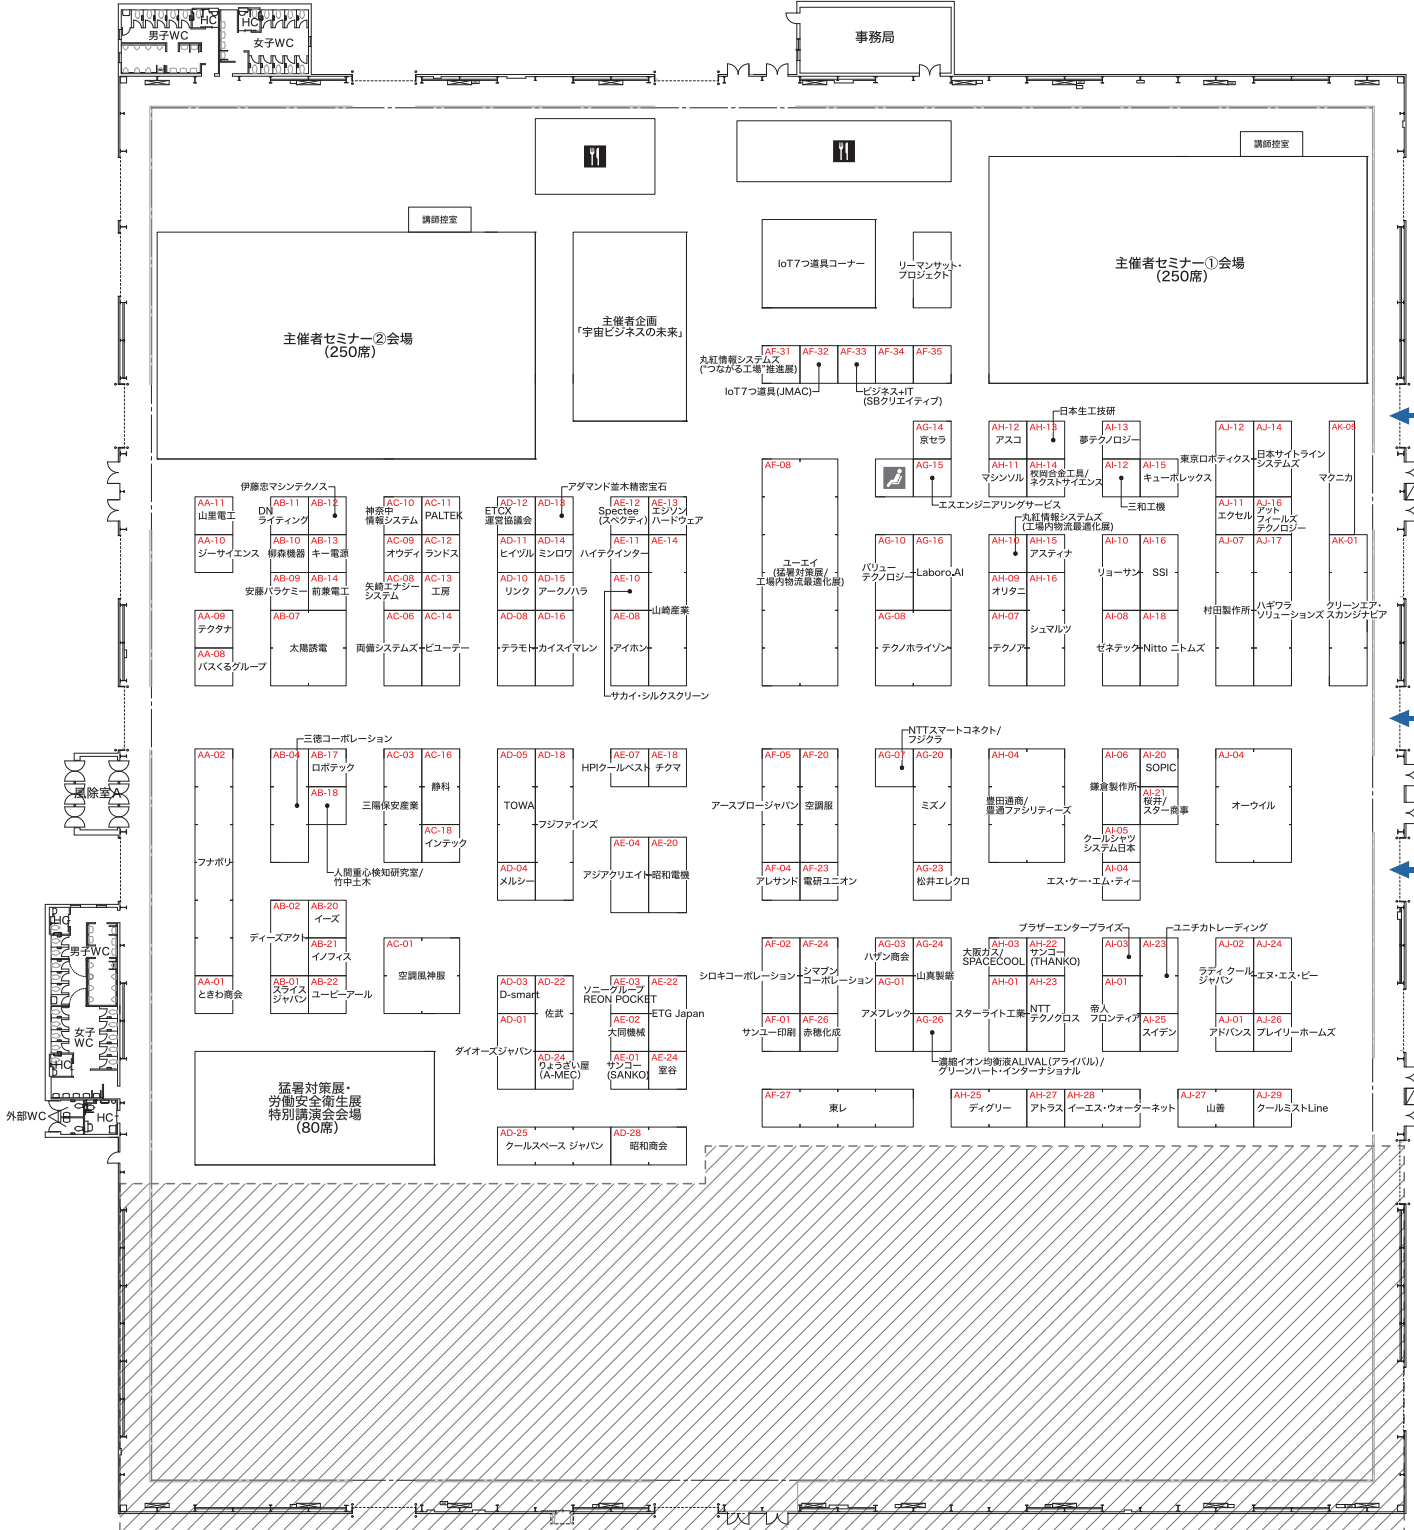 HC
HC
男子WC
女子WC
事務局
講師控室
講師控室
主催者セミナー②会場
(250席)
主催者企画
「宇宙ビジネスの未来」
IoT7つ道具コーナー
リーマンサット・
プロジェクト
主催者セミナー①会場
(250席)
AF-31
AF-32
AF-33
AF-34
AF-35
丸紅情報システムズ
("つながる工場"推進展)
IoT7つ道具(JMAC)
ビジネス+IT
(SBクリエイティブ)
AG-14
京セラ
AG-15
エスエンジニアリングサービス
AH-12
アスコ
AH-13
日本生工技研
AH-11
マシンソル
AH-14
枚岡合金工具/
ネクストサイエンス
AI-13
夢テクノロジー
AI-12
三和工機
AI-15
キューボレックス
AJ-12
東京ロボティクス
AJ-14
日本サイトライン
システムズ
AJ-11
エクセル
AJ-16
アット
フィールズ
テクノロジー
AK-05
マクニカ
AA-11
山里電工
AA-10
ジーサイエンス
AA-09
テクタナ
AA-08
バスくるグループ
伊藤忠マシンテクノス
AB-11
DN
ライティング
AB-12
AB-10
柳森機器
AB-13
キー電源
AB-09
安藤パラケミー
AB-14
前兼電工
AB-07
太陽誘電
AC-10
神奈中
情報システム
AC-11
PALTEK
AC-09
オウディ
AC-12
ランドス
AC-08
矢崎エナジー
システム
AC-13
工房
AC-06
両備システムズ
AC-14
ビューテー
アダマンド並木精密宝石
AD-12
ETCX
運営協議会
AD-13
AD-11
ヒイヅル
AD-14
ミンロワ
AD-10
リンク
AD-15
アークノハラ
AD-08
テラモト
AD-16
カイスイマレン
AE-12
Spectee
(スペクティ)
AE-13
エジソン
ハードウェア
AE-11
ハイテクインター
AE-14
山崎産業
AE-10
AE-08
アイホン
サカイ・シルクスクリーン
AF-08
ユーエイ
(猛暑対策展/
工場内物流最適化展)
AG-10
バリュー
テクノロジー
AG-16
Laboro.AI
AG-08
テクノホライゾン
丸紅情報システムズ
(工場内物流最適化展)
AH-10
AH-15
アスティナ
AH-09
オリタニ
AH-16
シュマルツ
AH-07
テクノア
AI-10
リョーサン
AI-16
SSI
AI-08
ゼネテック
AI-18
Nitto ニトムズ
AJ-07
村田製作所
AJ-17
ハギワラ
ソリューションズ
AK-01
クリーンエア・
スカンジナビア
風除室A
AA-02
フナボリ
AA-01
ときわ商会
三徳コーポレーション
AB-04
AB-17
ロボテック
AB-18
人間重心検知研究室/
竹中土木
AB-02
ディーズアクト
AB-20
イーズ
AB-21
イノフィス
AB-01
スライス
ジャパン
AB-22
ユーピーアール
AC-03
三陽保安産業
AC-16
静科
AC-18
インテック
AC-01
空調風神服
AD-05
TOWA
AD-18
フジファインズ
AD-04
メルシー
AD-03
D-smart
AD-22
佐武
AD-01
ダイオーズジャパン
AD-24
りょうざい屋
(A-MEC)
AE-07
HPIクールベスト
AE-18
チクマ
AE-04
アジアクリエイト
AE-20
昭和電機
AE-03
ソニーグループ
REON POCKET
AE-22
ETG Japan
AE-02
大同機械
AE-01
サンコー
(SANKO)
AE-24
室谷
AF-05
アースブロージャパン
AF-20
空調服
AF-04
アレサンド
AF-23
電研ユニオン
AF-02
シロキコーポレーション
AF-24
シマブン
コーポレーション
AF-01
サンユー印刷
AF-26
赤穂化成
NTTスマートコネクト/
フジクラ
AG-07
AG-20
ミズノ
AG-23
松井エレクロ
AG-03
ハザン商会
AG-24
山真製鋸
AG-01
アメフレック
AG-26
濃縮イオン均衡液ALIVAL(アライバル)/
グリーンハート・インターナショナル
AH-04
豊田通商/
豊通ファシリティーズ
AH-03
大阪ガス/
SPACECOOL
AH-22
サンコー
(THANKO)
AH-01
スターライト工業
AH-23
NTT
テクノクロス
AI-06
鎌倉製作所
AI-20
SOPIC
AI-21
桜井/
スター商事
AI-05
クールシャツ
システム日本
AI-04
エス・ケー・エム・ティー
ブラザーエンタープライズ
ユニチカトレーディング
AI-03
AI-23
AI-01
帝人
フロンティア
AI-25
スイデン
AJ-04
オーウイル
AJ-02
ラディ クール
ジャパン
AJ-24
エヌ・エス・ピー
AJ-01
アドバンス
AJ-26
プレイリーホームズ
HC
男子WC
女子
WC
HC
外部WC
HC
猛暑対策展・
労働安全衛生展
特別講演会会場
(80席)
AD-25
クールスペース ジャパン
AD-28
昭和商会
AF-27
東レ
AH-25
ディグリー
AH-27
アトラス
AH-28
イーエス・ウォーターネット
AJ-27
山善
AJ-29
クールミストLine